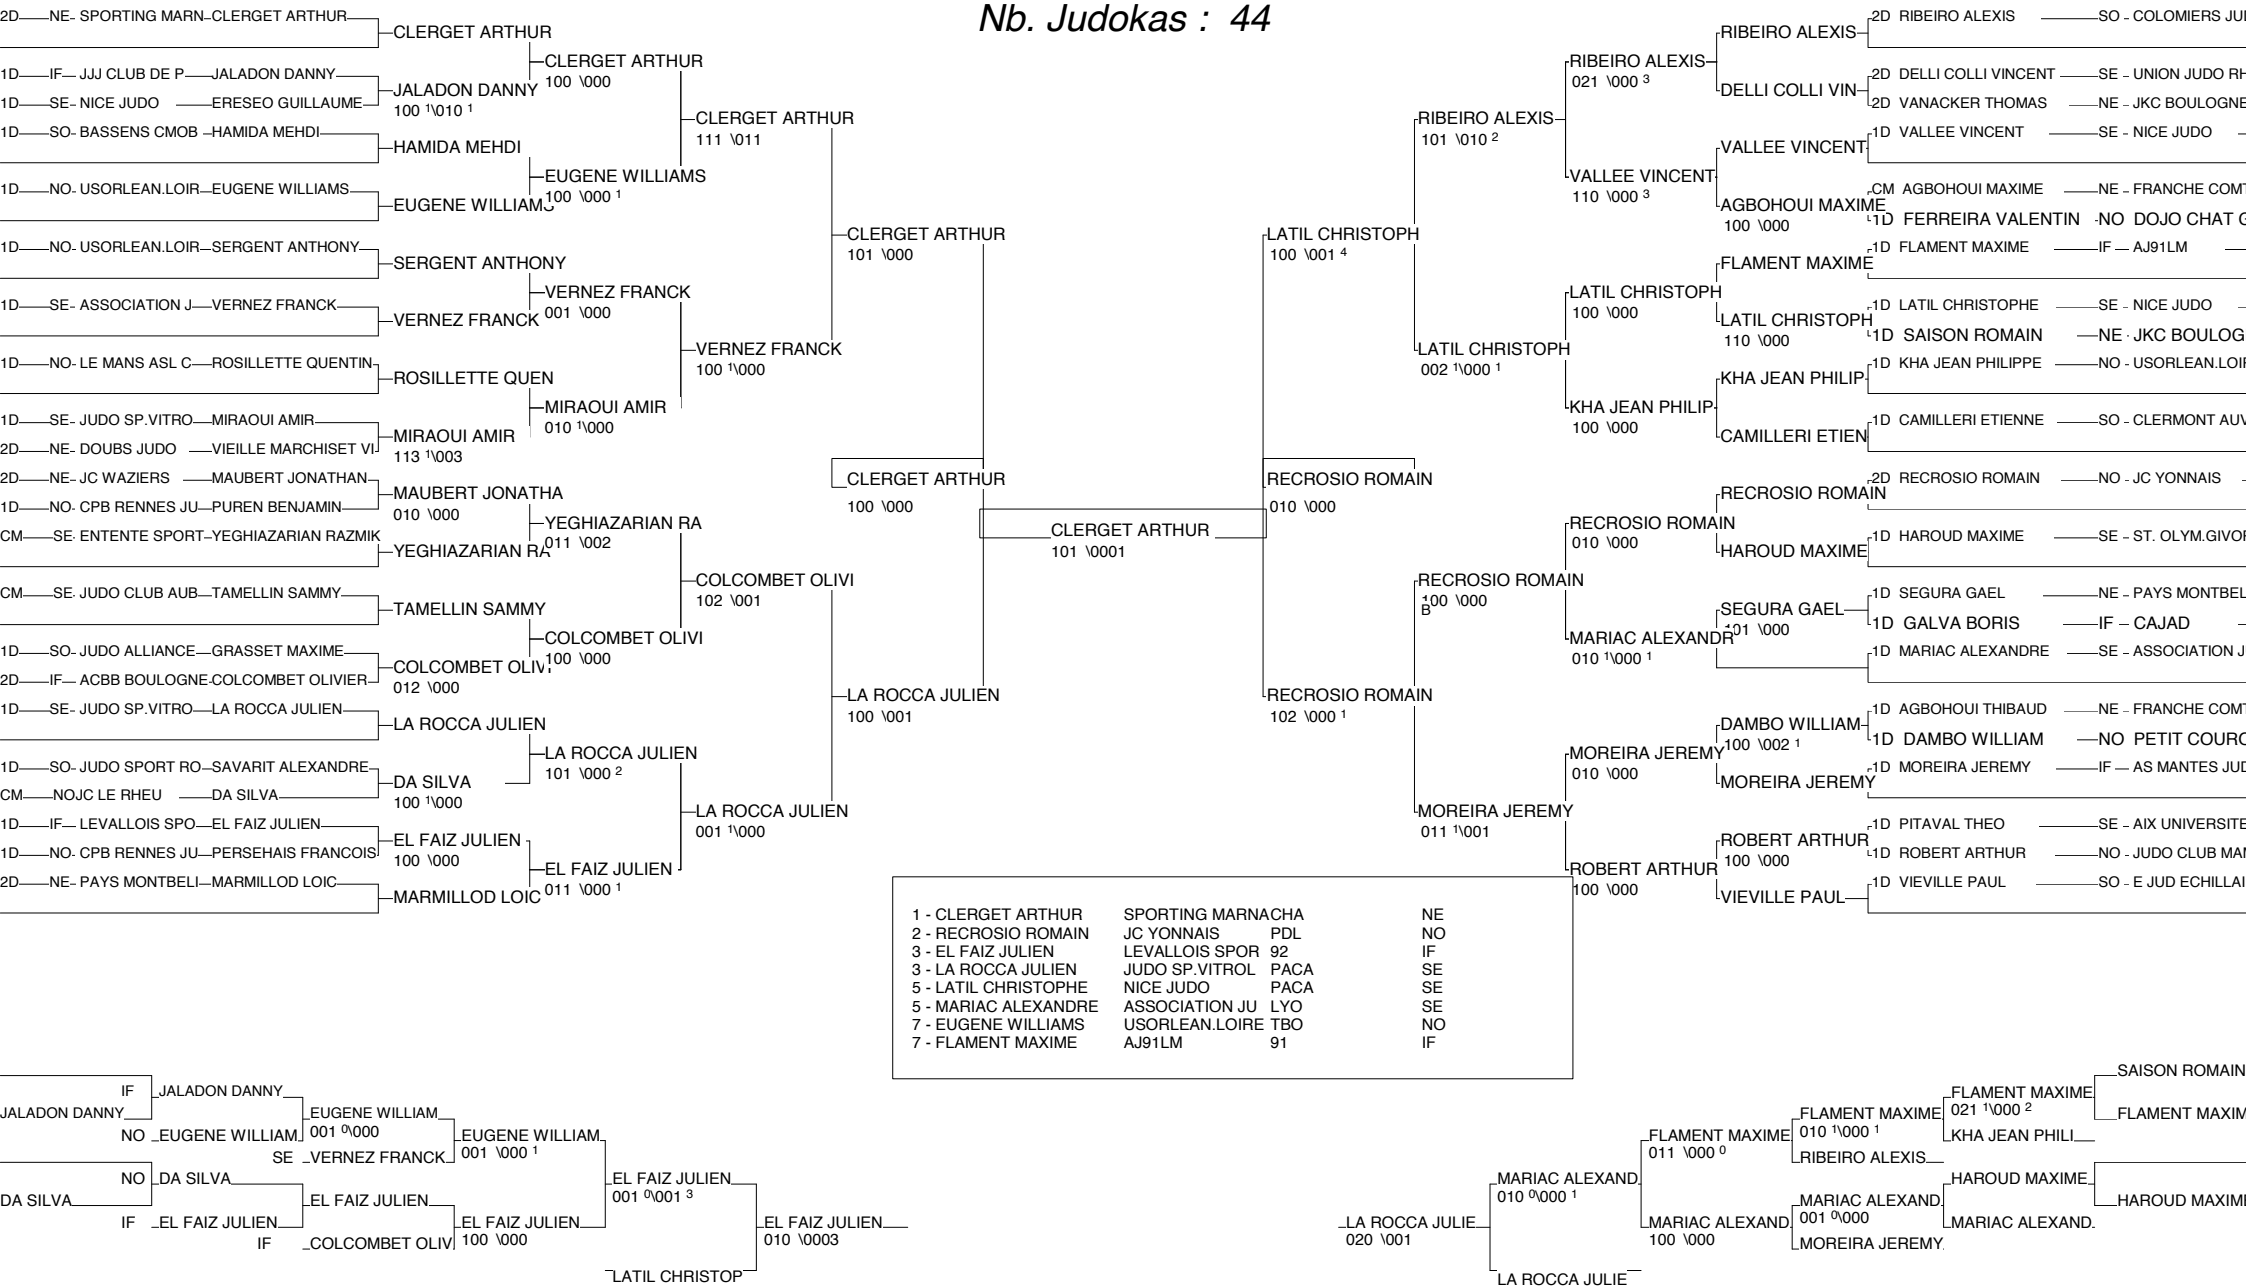 Nb. Judokas : 44
2D NE- SPORTING MARN CLERGET ARTHUR
1D IF JJJ CLUB DE P JALADON DANNY
1D SE- NICE JUDO ERESEO GUILLAUME
1D SO- BASSENS CMOB HAMIDA MEHDI
1D NO- USORLEAN.LOIR EUGENE WILLIAMS
1D NO- USORLEAN.LOIR SERGENT ANTHONY
1D SE- ASSOCIATION J VERNEZ FRANCK
1D NO- LE MANS ASL C ROSILLETTE QUENTIN
1D SE- JUDO SP.VITRO MIRAOUI AMIR
2D NE- DOUBS JUDO VIEILLE MARCHISET VI
2D NE- JC WAZIERS MAUBERT JONATHAN
1D NO- CPB RENNES JU PUREN BENJAMIN
CM SE- ENTENTE SPORT YEGHIAZARIAN RAZMIK
CM SE- JUDO CLUB AUB TAMELLIN SAMMY
1D SO- JUDO ALLIANCE GRASSET MAXIME
2D IF ACBB BOULOGNE COLCOMBET OLIVIER
1D SE- JUDO SP.VITRO LA ROCCA JULIEN
1D SO- JUDO SPORT RO SAVARIT ALEXANDRE
CM NOJC LE RHEU DA SILVA
1D IF LEVALLOIS SPO EL FAIZ JULIEN
1D NO- CPB RENNES JU PERSEHAIS FRANCOIS
2D NE- PAYS MONTBELI MARMILLOD LOIC
CLERGET ARTHUR
JALADON DANNY
100 1\010 1
HAMIDA MEHDI
EUGENE WILLIAMS
SERGENT ANTHONY
VERNEZ FRANCK
ROSILLETTE QUEN
MIRAOUI AMIR
113 1\003
MAUBERT JONATHA
010 \000
YEGHIAZARIAN RA
TAMELLIN SAMMY
COLCOMBET OLIVI
012 \000
LA ROCCA JULIEN
DA SILVA
100 1\000
EL FAIZ JULIEN
100 \000
MARMILLOD LOIC
CLERGET ARTHUR
100 \000
EUGENE WILLIAMS
100 \000 1
VERNEZ FRANCK
001 \000
MIRAOUI AMIR
010 1\000
YEGHIAZARIAN RA
011 \002
COLCOMBET OLIVI
100 \000
LA ROCCA JULIEN
101 \000 2
EL FAIZ JULIEN
011 \000 1
CLERGET ARTHUR
111 \011
VERNEZ FRANCK
100 1\000
COLCOMBET OLIVI
102 \001
LA ROCCA JULIEN
001 1\000
CLERGET ARTHUR
101 \000
CLERGET ARTHUR
100 \000
LA ROCCA JULIEN
100 \001
CLERGET ARTHUR
101 \0001
LATIL CHRISTOPH
100 \001 4
RECROSIO ROMAIN
010 \000
RECROSIO ROMAIN
102 \000 1
RIBEIRO ALEXIS
101 \010 2
LATIL CHRISTOPH
002 1\000 1
RECROSIO ROMAIN
100 \000
B
MOREIRA JEREMY
011 1\001
RIBEIRO ALEXIS
021 \000 3
VALLEE VINCENT
110 \000 3
LATIL CHRISTOPH
100 \000
KHA JEAN PHILIP
100 \000
RECROSIO ROMAIN
010 \000
MARIAC ALEXANDR
010 1\000 1
MOREIRA JEREMY
010 \000
ROBERT ARTHUR
100 \000
RIBEIRO ALEXIS
DELLI COLLI VIN
VALLEE VINCENT
AGBOHOUI MAXIME
100 \000
FLAMENT MAXIME
LATIL CHRISTOPH
110 \000
KHA JEAN PHILIP
CAMILLERI ETIEN
RECROSIO ROMAIN
HAROUD MAXIME
SEGURA GAEL
101 \000
DAMBO WILLIAM
100 \002 1
MOREIRA JEREMY
ROBERT ARTHUR
100 \000
VIEVILLE PAUL
2D RIBEIRO ALEXIS SO - COLOMIERS JU
2D DELLI COLLI VINCENT SE - UNION JUDO RH
2D VANACKER THOMAS NE - JKC BOULOGNE
1D VALLEE VINCENT SE - NICE JUDO
CM AGBOHOUI MAXIME NE - FRANCHE COMT
1D FERREIRA VALENTIN NO DOJO CHAT G
1D FLAMENT MAXIME IF AJ91LM
1D LATIL CHRISTOPHE SE - NICE JUDO
1D SAISON ROMAIN NE - JKC BOULOG
1D KHA JEAN PHILIPPE NO - USORLEAN.LOIR
1D CAMILLERI ETIENNE SO - CLERMONT AUV
2D RECROSIO ROMAIN NO - JC YONNAIS
1D HAROUD MAXIME SE - ST. OLYM.GIVOR
1D SEGURA GAEL NE - PAYS MONTBEL
1D GALVA BORIS IF - CAJAD
1D MARIAC ALEXANDRE SE - ASSOCIATION J
1D AGBOHOUI THIBAUD NE - FRANCHE COMT
1D DAMBO WILLIAM NO PETIT COURO
1D MOREIRA JEREMY IF AS MANTES JUD
1D PITAVAL THEO SE - AIX UNIVERSITE
1D ROBERT ARTHUR NO - JUDO CLUB MAN
1D VIEVILLE PAUL SO - E JUD ECHILLAI
1 - CLERGET ARTHUR SPORTING MARNACHA NE
2 - RECROSIO ROMAIN JC YONNAIS PDL NO
3 - EL FAIZ JULIEN LEVALLOIS SPOR 92 IF
3 - LA ROCCA JULIEN JUDO SP.VITROL PACA SE
5 - LATIL CHRISTOPHE NICE JUDO PACA SE
5 - MARIAC ALEXANDRE ASSOCIATION JU LYO SE
7 - EUGENE WILLIAMS USORLEAN.LOIRE TBO NO
7 - FLAMENT MAXIME AJ91LM 91 IF
JALADON DANNY
DA SILVA
IF JALADON DANNY
NO EUGENE WILLIAM
NO DA SILVA
IF EL FAIZ JULIEN
EUGENE WILLIAM
001 0\000
SE VERNEZ FRANCK
EL FAIZ JULIEN
IF COLCOMBET OLIV
EUGENE WILLIAM
001 \000 1
EL FAIZ JULIEN
100 \000
EL FAIZ JULIEN
001 0\001 3
LATIL CHRISTOP
EL FAIZ JULIEN
010 \0003
LA ROCCA JULIE
020 \001
MARIAC ALEXAND
010 0\000 1
LA ROCCA JULIE
FLAMENT MAXIME
011 \000 0
MARIAC ALEXAND
100 \000
FLAMENT MAXIME
010 1\000 1
RIBEIRO ALEXIS
MARIAC ALEXAND
001 0\000
MOREIRA JEREMY
FLAMENT MAXIME
021 1\000 2
KHA JEAN PHILI
HAROUD MAXIME
MARIAC ALEXAND
SAISON ROMAIN
FLAMENT MAXIM
HAROUD MAXIME